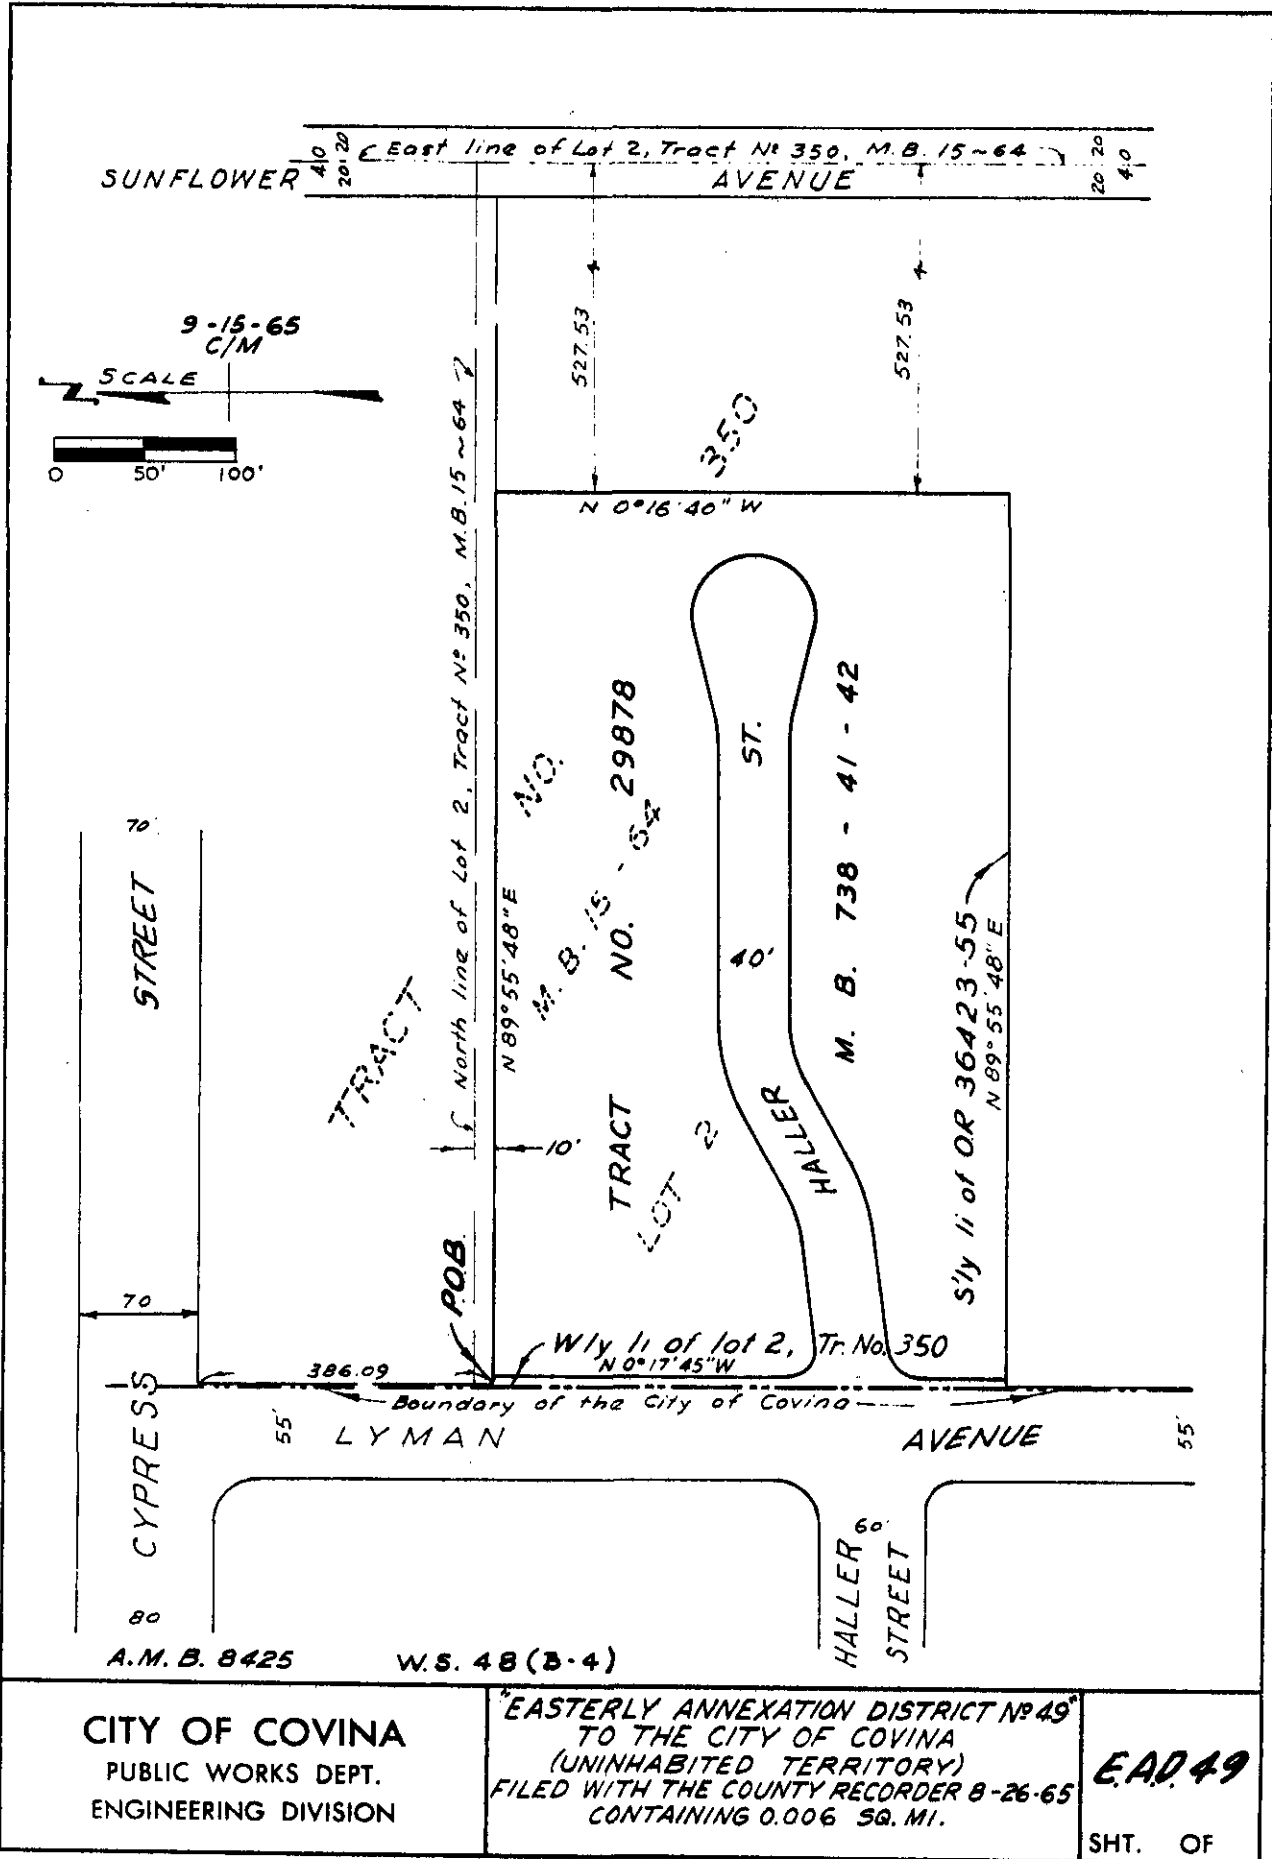 40
20 20
East line of Lot 2, Tract Nº 350, M.B. 15~64
20 20
40
SUNFLOWER AVENUE
9-15-65
C/M
SCALE
0 50' 100'
527.53
527.53
350
N 0°16'40" W
North line of Lot 2, Tract Nº 350, M.B. 15~64
NO.
TRACT NO. 29878
M.B. 15 - 64
ST.
M. B. 738 - 41 - 42
70'
STREET
N 89°55'48" E
40'
S'ly li of OR 36423-55
N 89°55'48" E
TRACT
10'
HALLER
LOT 2
P.O.B.
70
W'ly li of lot 2, Tr. No. 350
N 0°17'45" W
386.09
Boundary of the City of Covina
CYPRESS
55'
LYMAN AVENUE
55'
60'
HALLER
STREET
80
A.M.B. 8425 W.S. 48 (B-4)
CITY OF COVINA
PUBLIC WORKS DEPT.
ENGINEERING DIVISION
"EASTERLY ANNEXATION DISTRICT Nº 49"
TO THE CITY OF COVINA
(UNINHABITED TERRITORY)
FILED WITH THE COUNTY RECORDER 8-26-65
CONTAINING 0.006 SQ. MI.
E.A.D. 49
SHT. OF